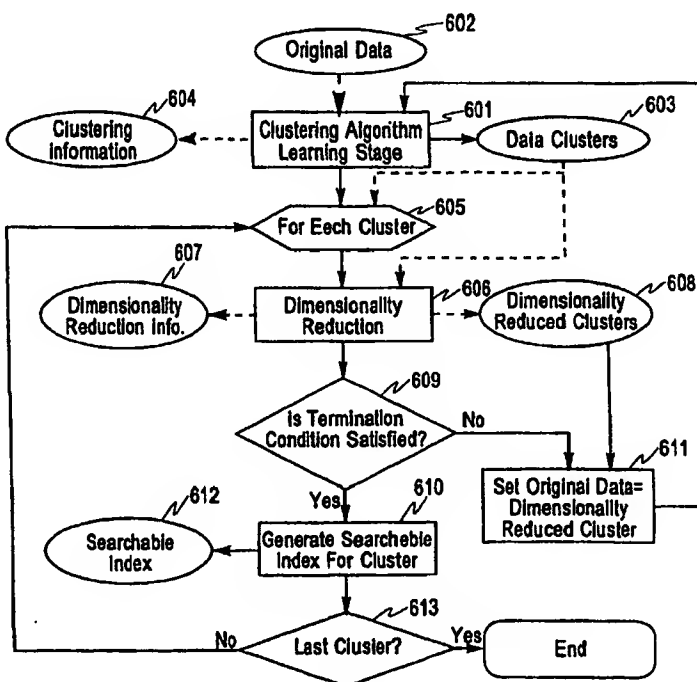 602
Original Data
604
Clustering
information
601
Clustering Algorithm
Learning Stage
603
Data Clusters
605
For Eech Cluster
607
Dimensionality
Reduction Info.
606
Dimensionality
Reduction
608
Dimensionality
Reduced Clusters
609
is Termination
Condition Satisfied?
No
611
Set Original Data=
Dimensionality
Reduced Cluster
Yes
610
612
Searchable
Index
Generate Searcheble
Index For Cluster
613
No
Last Cluster?
Yes
End